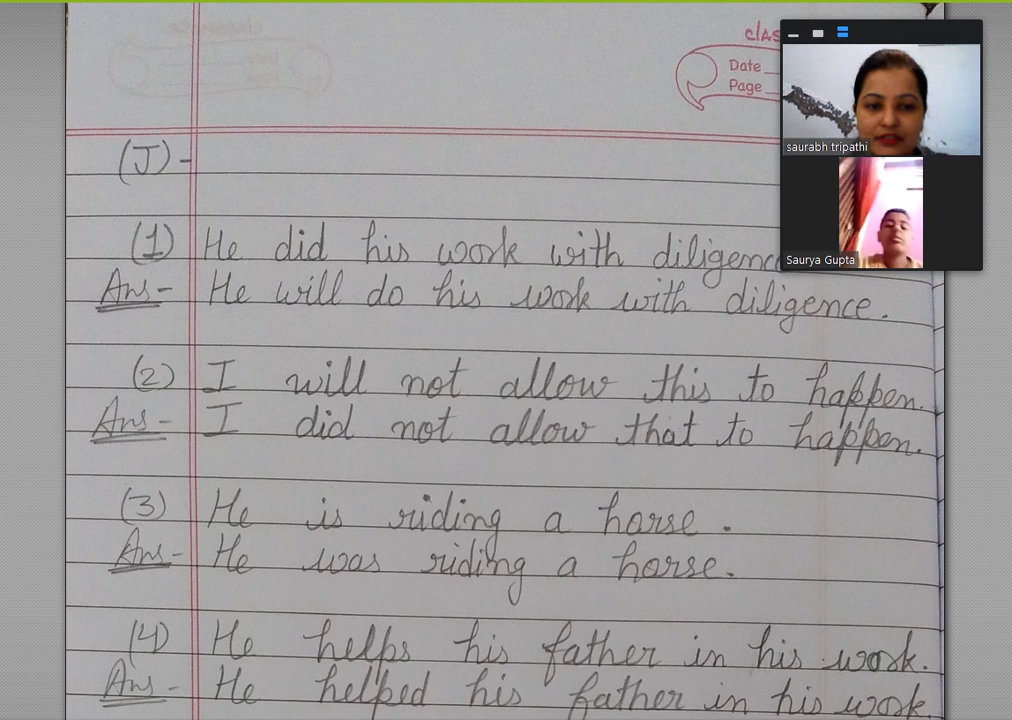 clas
Date
Page
saurabh tripathi
Saurya Gupta
(J)-
(1) He did his work with diligenc
Ans- He will do his work with diligence.
(2) I will not allow this to happen.
Ans- I did not allow that to happen.
(3) He is riding a horse.
Ans- He was riding a horse.
(4) He helps his father in his work.
Ans- He helped his father in his work.